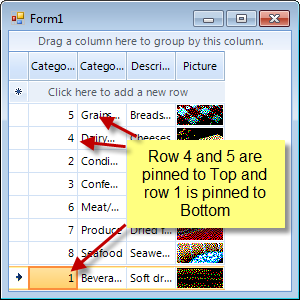 Form1
Drag a column here to group by this column.
Catego... Catego... Descri... Picture
Click here to add a new row
5 Grains... Breads...
4 Dairy... Cheeses
2 Condi...
3 Confe...
6 Meat/...
7 Produce Dried f...
8 Seafood Seawe...
1 Bevera... Soft dr...
Row 4 and 5 are
pinned to Top and
row 1 is pinned to
Bottom